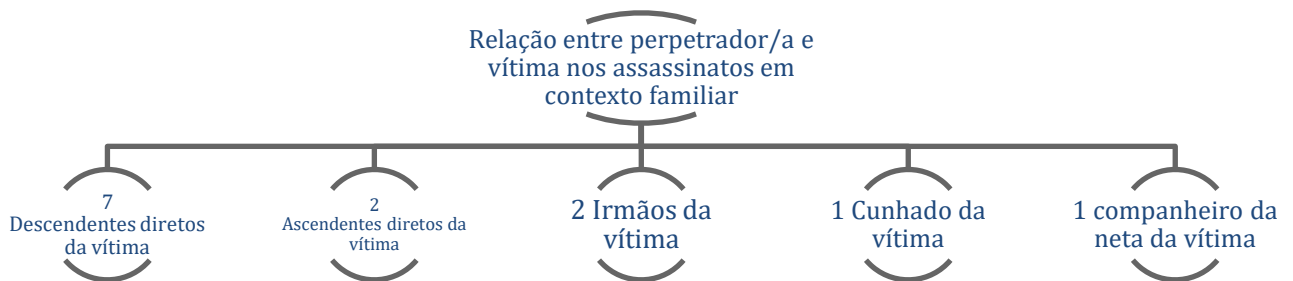 Relação entre perpetrador/a e
vítima nos assassinatos em
contexto familiar
7
Descendentes diretos
da vítima
2
Ascendentes diretos da
vítima
2 Irmãos da
vítima
1 Cunhado da
vítima
1 companheiro da
neta da vítima